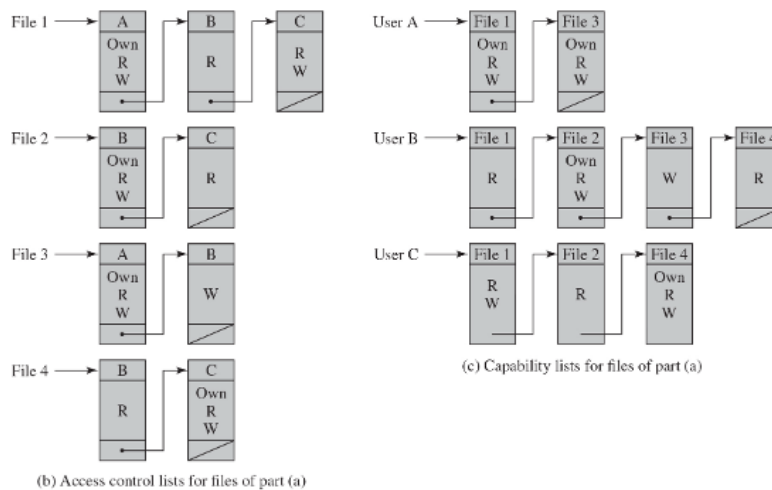 File 1
A
Own
R
W
B
R
C
R
W
File 2
B
Own
R
W
C
R
File 3
A
Own
R
W
B
W
File 4
B
R
C
Own
R
W
(b) Access control lists for files of part (a)
User A
File 1
Own
R
W
File 3
Own
R
W
User B
File 1
R
File 2
Own
R
W
File 3
W
File 4
R
User C
File 1
R
W
File 2
R
File 4
Own
R
W
(c) Capability lists for files of part (a)